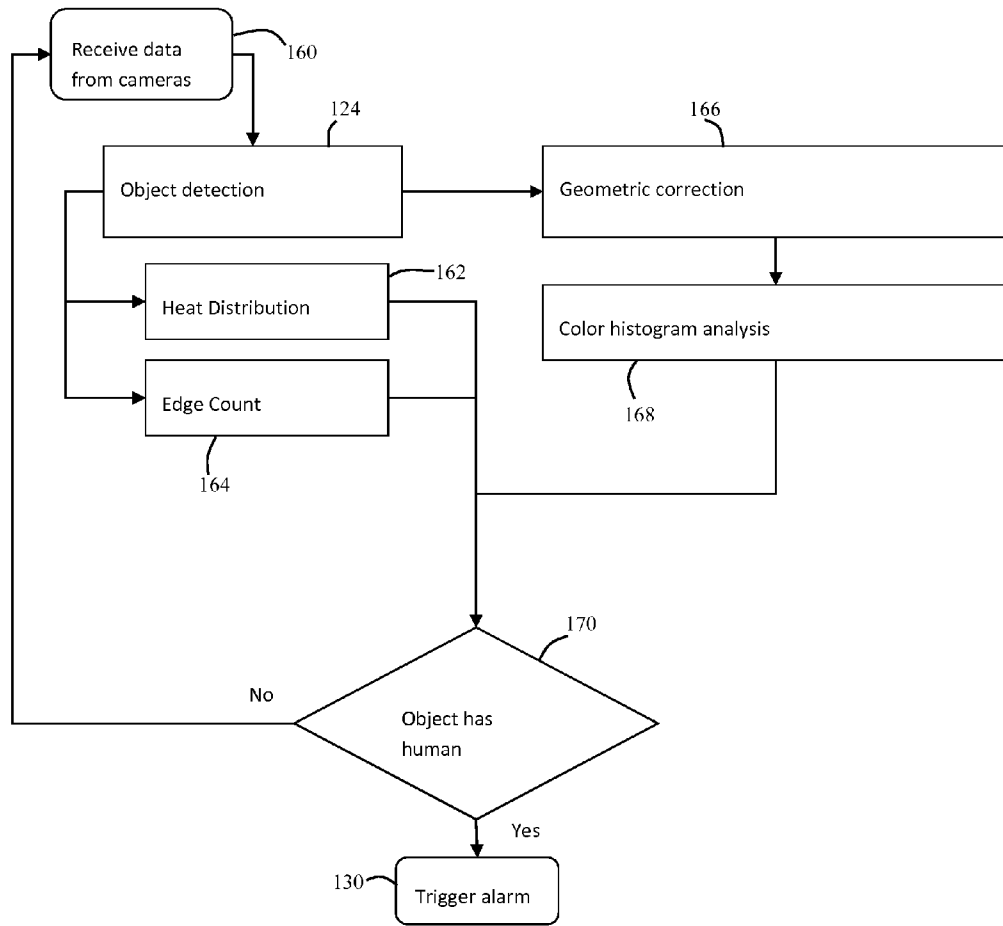 Receive data
from cameras
160
124
Object detection
166
Geometric correction
162
Heat Distribution
Color histogram analysis
168
Edge Count
164
170
No
Object has
human
Yes
130
Trigger alarm